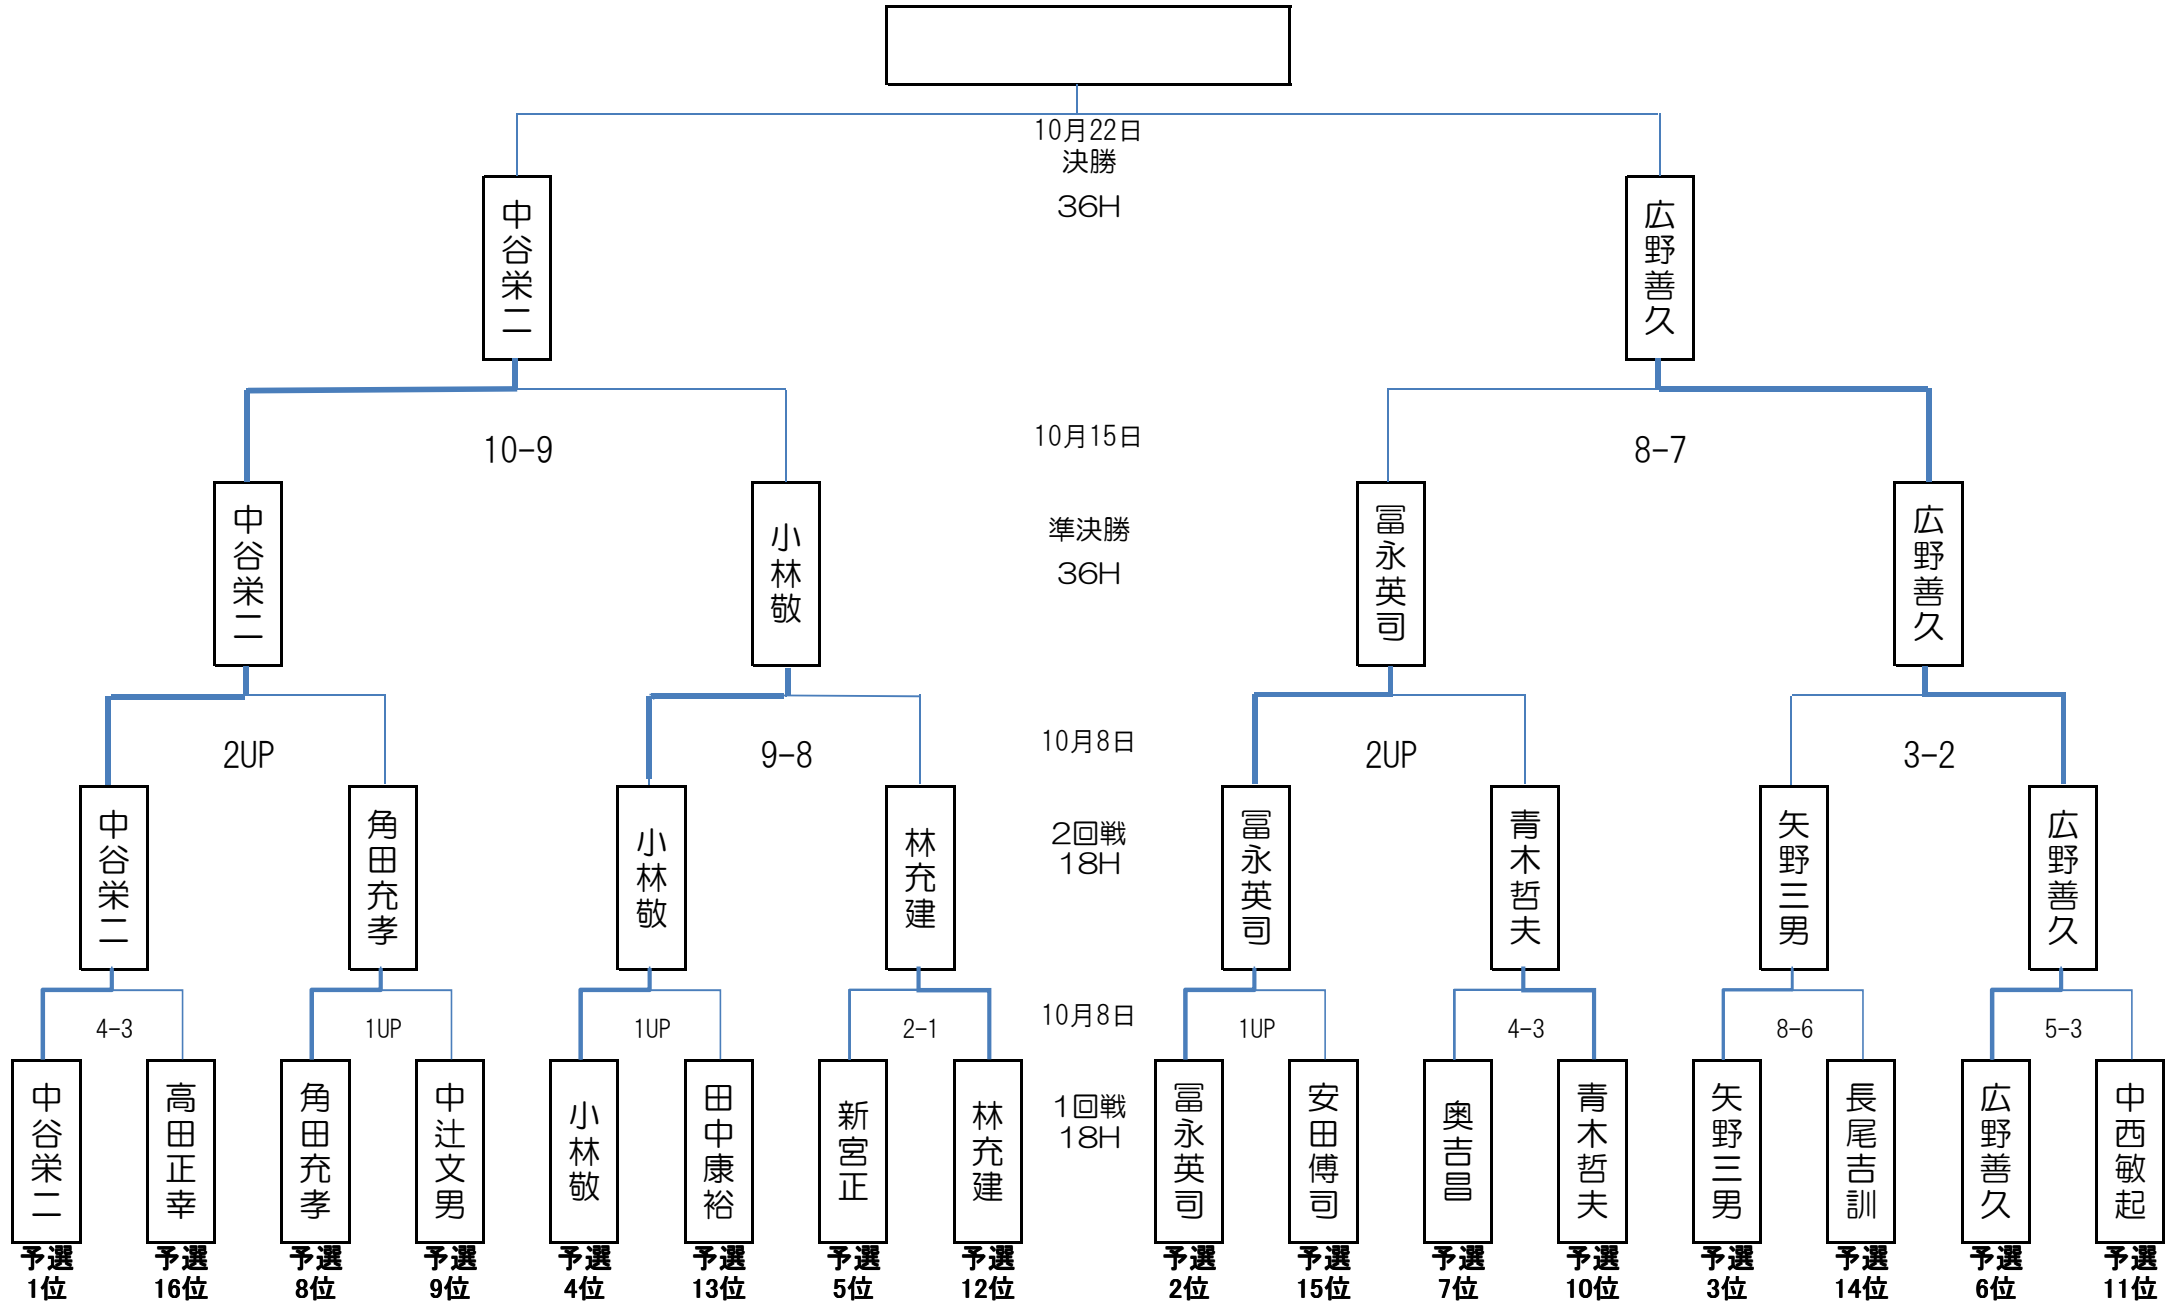 10月22日
決勝
36H
中谷栄二
広野善久
10-9
10月15日
8-7
準決勝
36H
中谷栄二
小林敬
冨永英司
広野善久
2UP
9-8
10月8日
2UP
3-2
2回戦
18H
中谷栄二
角田充孝
小林敬
林充建
冨永英司
青木哲夫
矢野三男
広野善久
4-3
1UP
1UP
2-1
10月8日
1UP
4-3
8-6
5-3
1回戦
18H
中谷栄二
高田正幸
角田充孝
中辻文男
小林敬
田中康裕
新宮正
林充建
冨永英司
安田傅司
奥吉昌
青木哲夫
矢野三男
長尾吉訓
広野善久
中西敏起
予選
1位
予選
16位
予選
8位
予選
9位
予選
4位
予選
13位
予選
5位
予選
12位
予選
2位
予選
15位
予選
7位
予選
10位
予選
3位
予選
14位
予選
6位
予選
11位